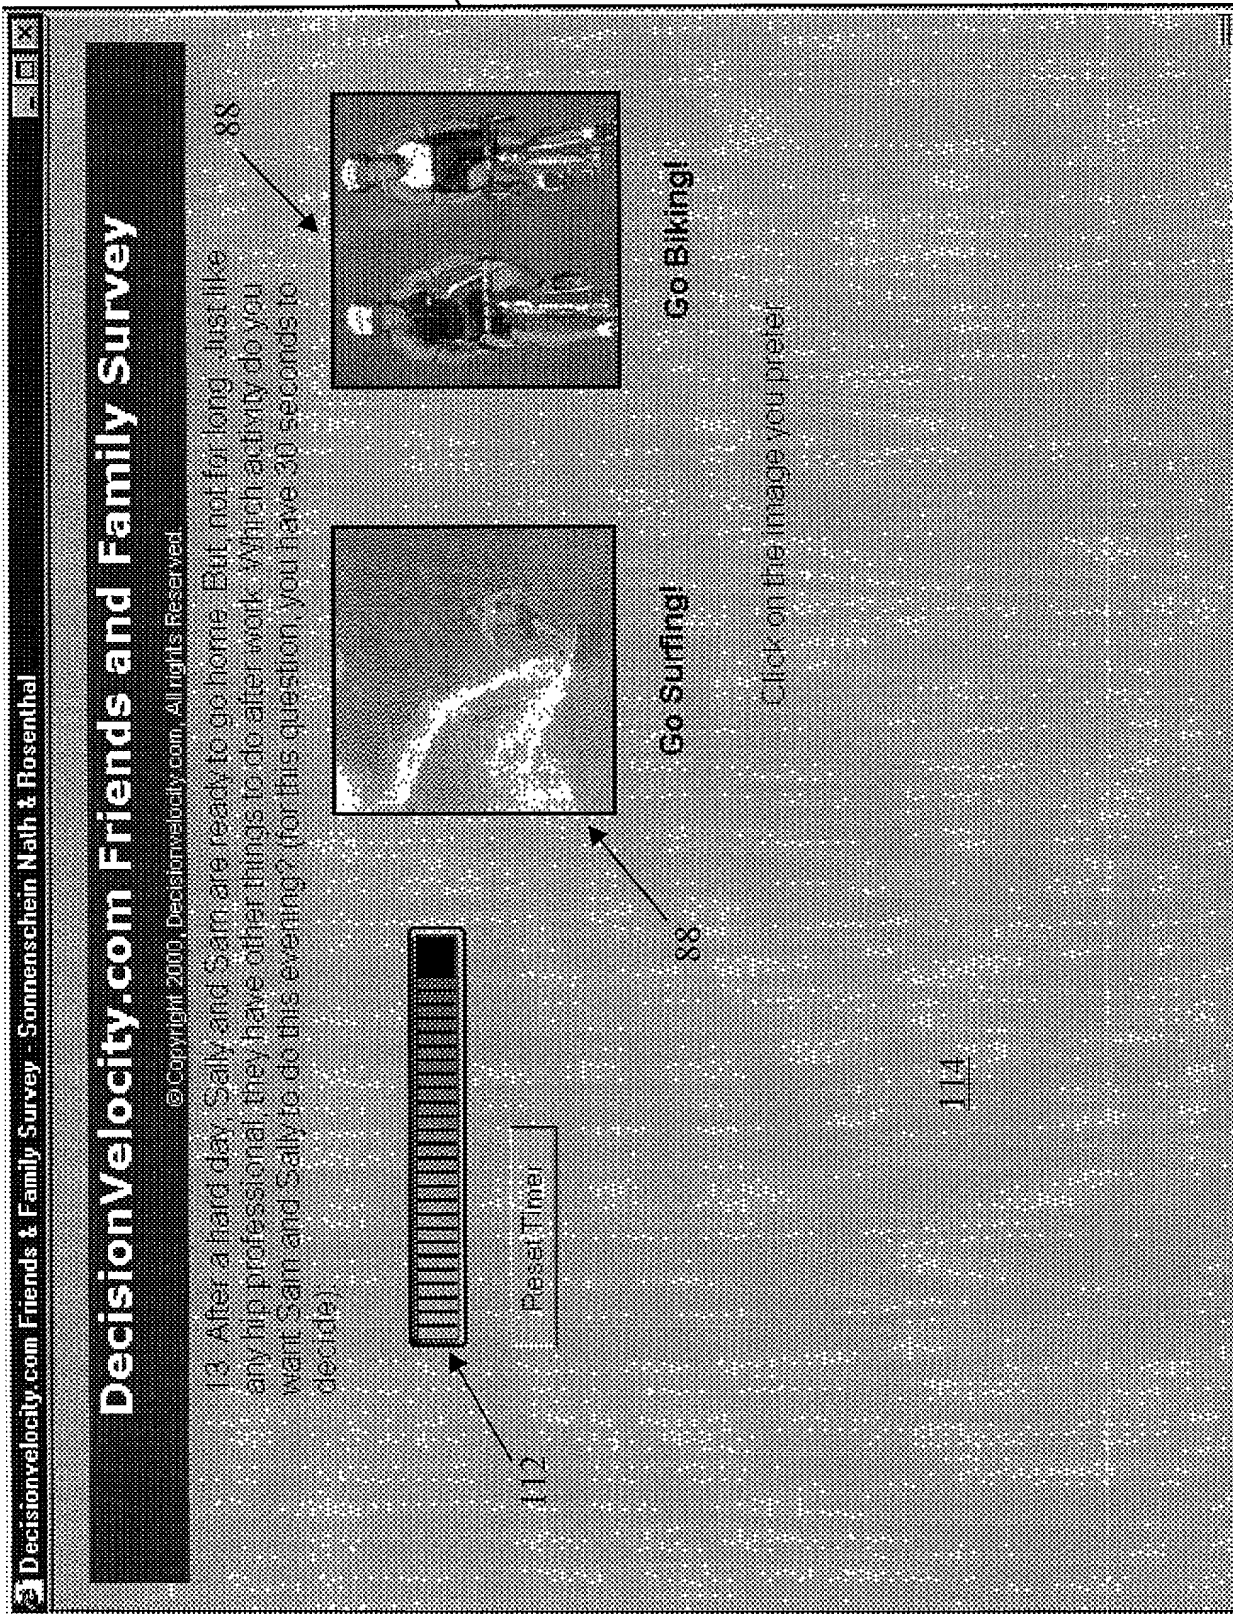 Decisionvelocity.com Friends & Family Survey - Sonnenschein Nath & Rosenthal
DecisionVelocity.com Friends and Family Survey
© Copyright 2000, Decisionvelocity.com. All rights Reserved.
13. After a hard day, Sally and Sam are ready to go home. But, not for long. Just like
any hip professional, they have other things to do after work. Which activity do you
want Sam and Sally to do this evening? (for this question, you have 30 seconds to
decide)
88
112
Reset Timer
88
Go Surfing!
Go Biking!
Click on the image you prefer
114